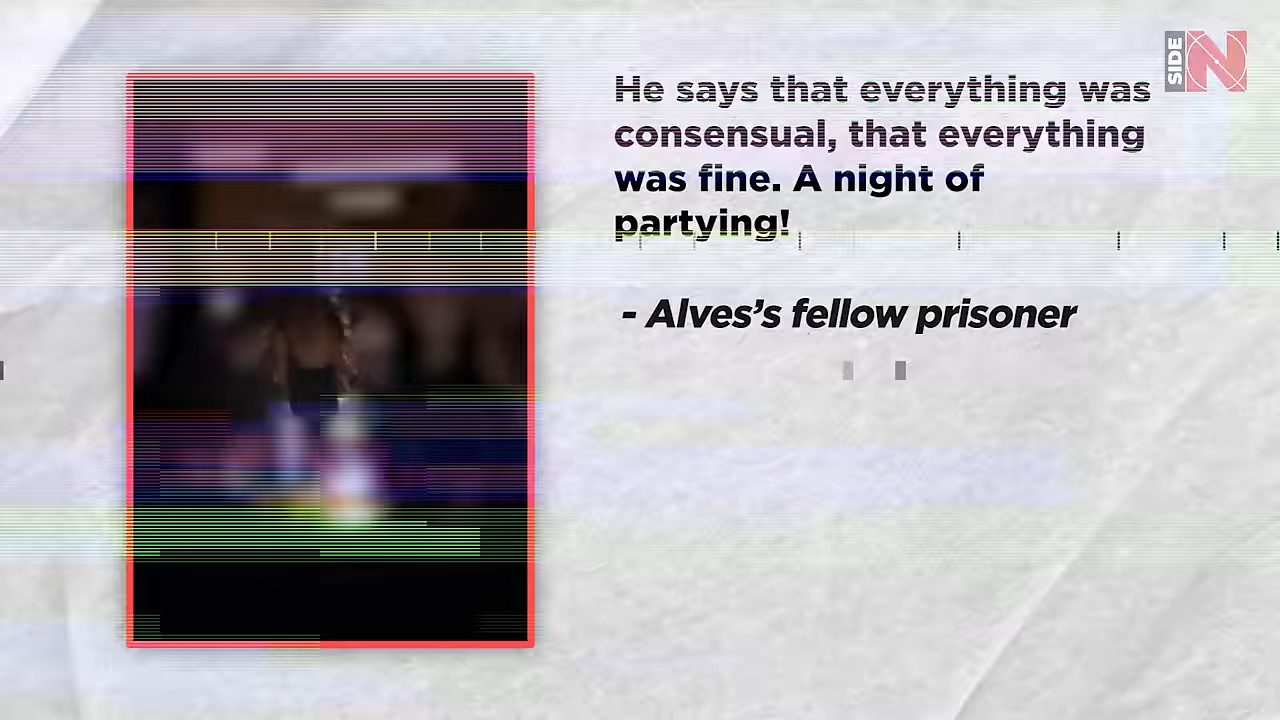 He says that everything was
consensual, that everything
was fine. A night of
partying!
- Alves's fellow prisoner
SIDE
N